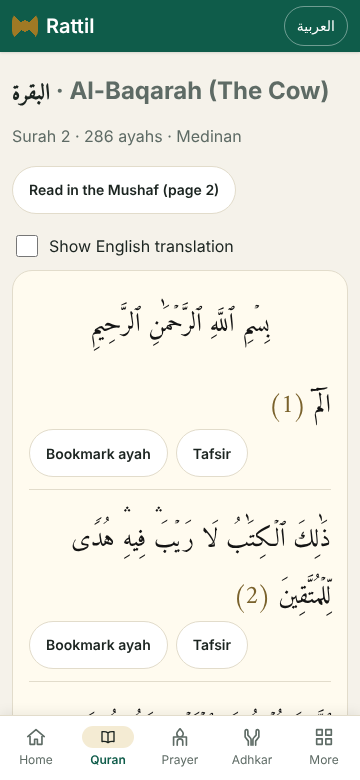 Rattil
العربية
البقرة · Al-Baqarah (The Cow)
Surah 2 · 286 ayahs · Medinan
Read in the Mushaf (page 2)
Show English translation
بِسْمِ ٱللَّهِ ٱلرَّحْمَٰنِ ٱلرَّحِيمِ
الٓمٓ (1)
Bookmark ayah Tafsir
ذَٰلِكَ ٱلْكِتَٰبُ لَا رَيْبَ ۛ فِيهِ ۛ هُدًى
لِّلْمُتَّقِينَ (2)
Bookmark ayah Tafsir
Home Quran Prayer Adhkar More